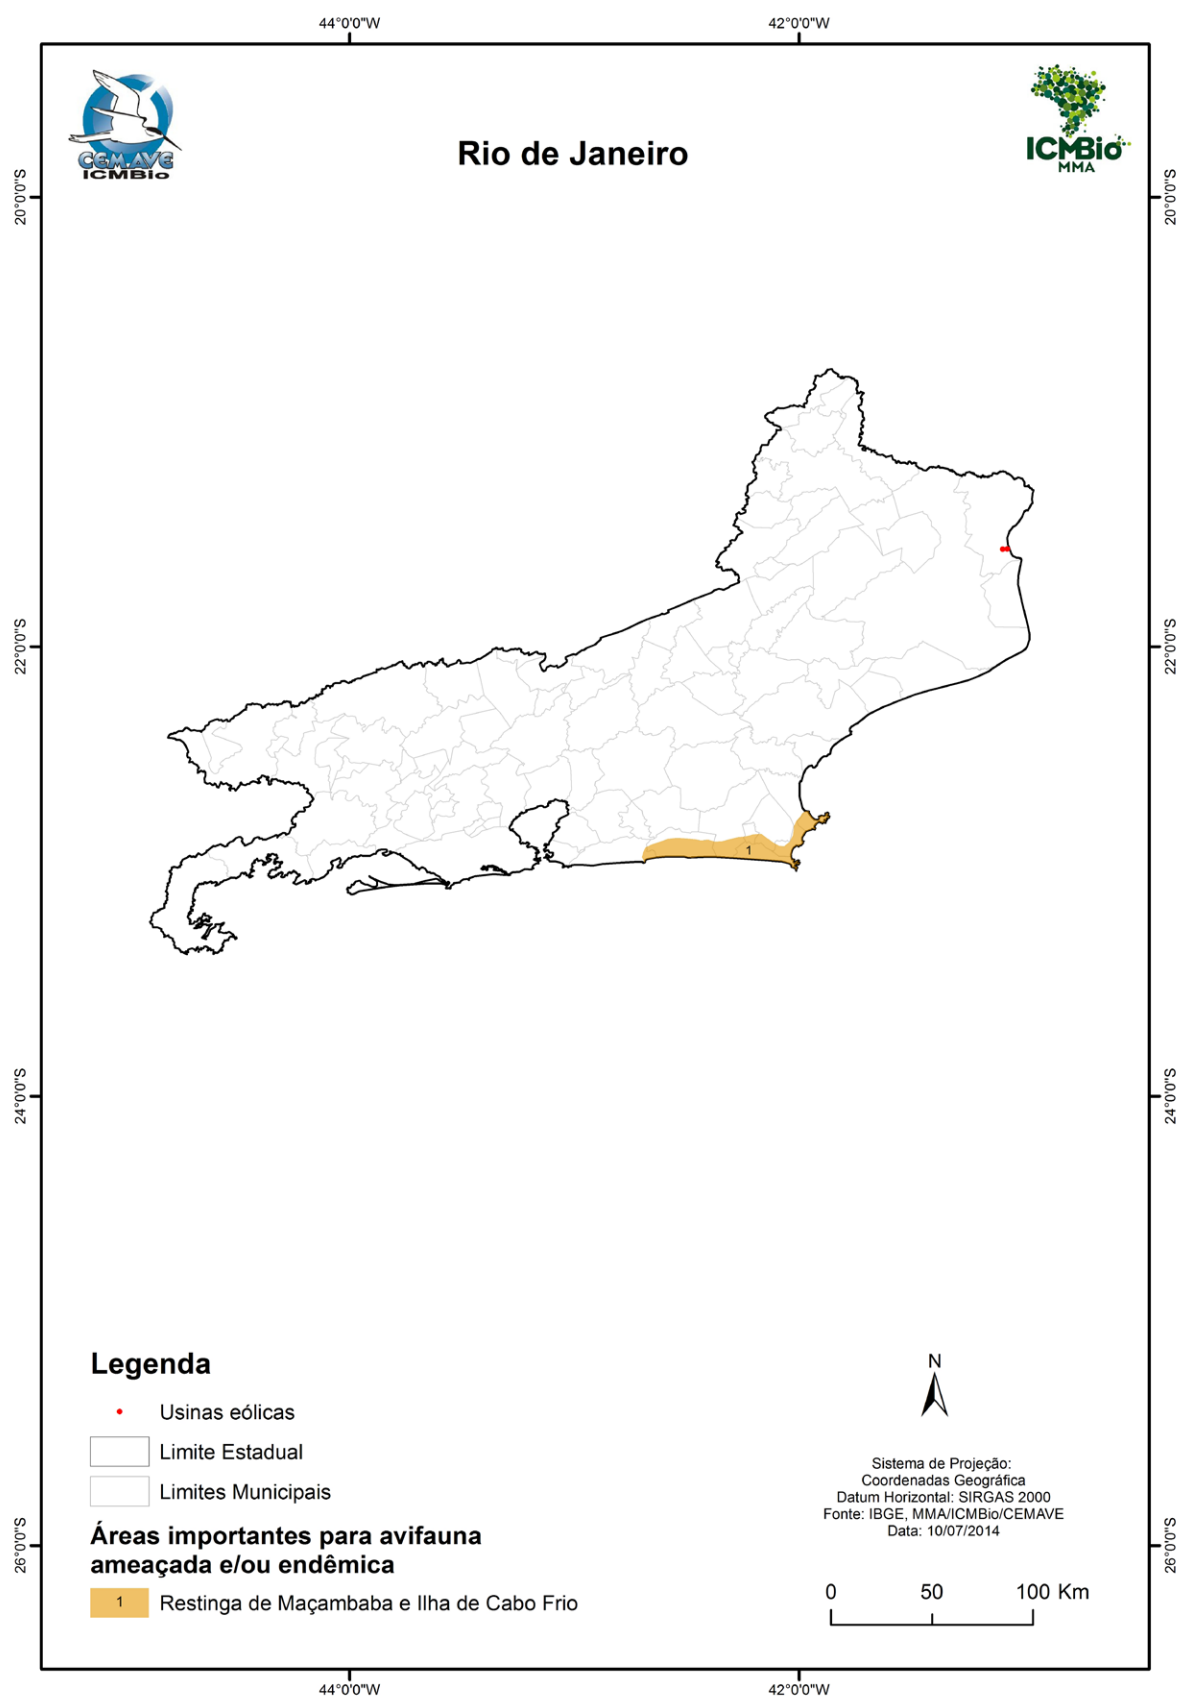 44°0'0"W
42°0'0"W
CEMAVE
ICMBio
Rio de Janeiro
ICMBio
MMA
20°0'0"S
20°0'0"S
22°0'0"S
22°0'0"S
1
24°0'0"S
24°0'0"S
Legenda
Usinas eólicas
Limite Estadual
Limites Municipais
Áreas importantes para avifauna
ameaçada e/ou endêmica
1 Restinga de Maçambaba e Ilha de Cabo Frio
N
Sistema de Projeção:
Coordenadas Geográfica
Datum Horizontal: SIRGAS 2000
Fonte: IBGE, MMA/ICMBio/CEMAVE
Data: 10/07/2014
26°0'0"S
26°0'0"S
0 50 100 Km
44°0'0"W
42°0'0"W